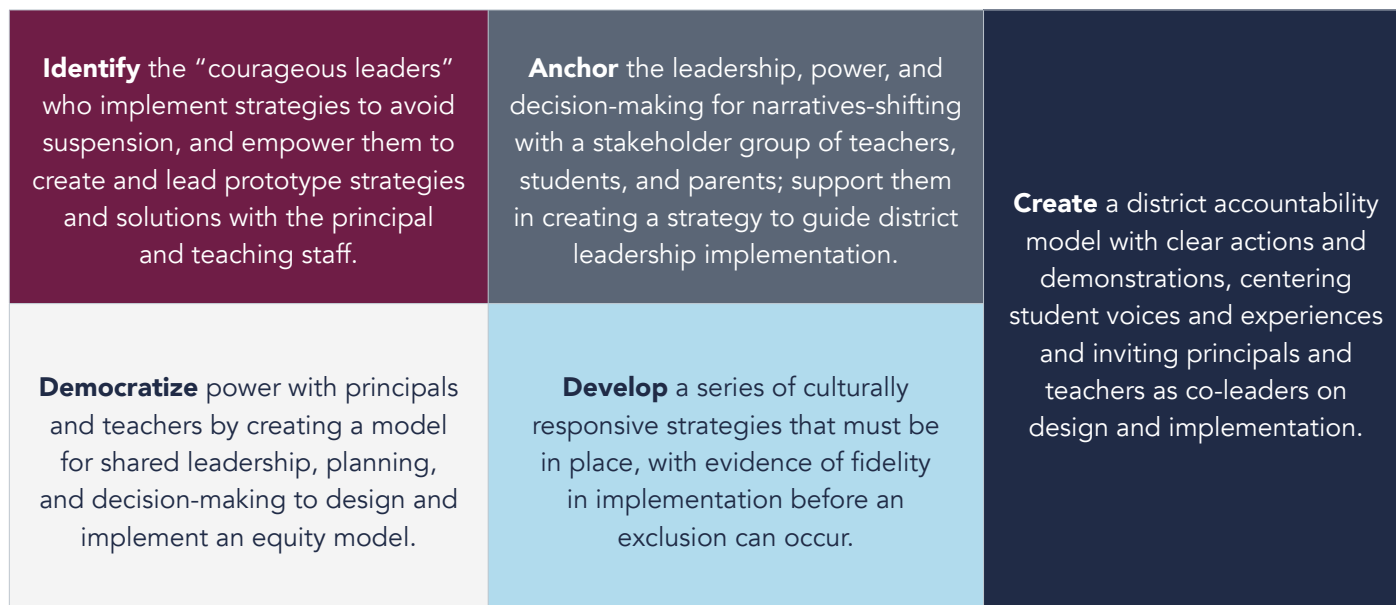 Identify the “courageous leaders”
who implement strategies to avoid
suspension, and empower them to
create and lead prototype strategies
and solutions with the principal
and teaching staff.
Anchor the leadership, power, and
decision-making for narratives-shifting
with a stakeholder group of teachers,
students, and parents; support them
in creating a strategy to guide district
leadership implementation.
Create a district accountability
model with clear actions and
demonstrations, centering
student voices and experiences
and inviting principals and
teachers as co-leaders on
design and implementation.
Democratize power with principals
and teachers by creating a model
for shared leadership, planning,
and decision-making to design and
implement an equity model.
Develop a series of culturally
responsive strategies that must be
in place, with evidence of fidelity
in implementation before an
exclusion can occur.